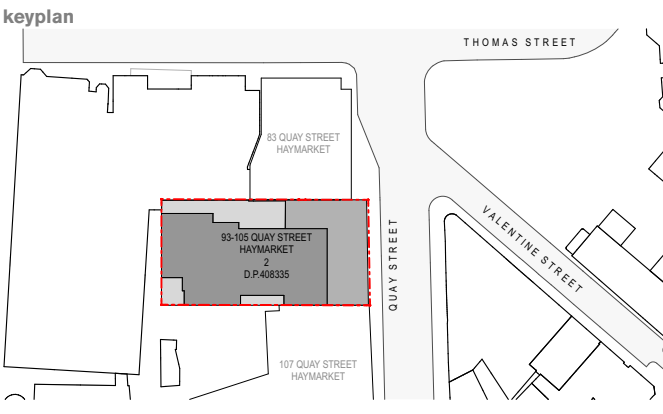 keyplan
THOMAS STREET
83 QUAY STREET
HAYMARKET
93-105 QUAY STREET
HAYMARKET
2
D.P.408335
QUAY STREET
VALENTINE STREET
107 QUAY STREET
HAYMARKET